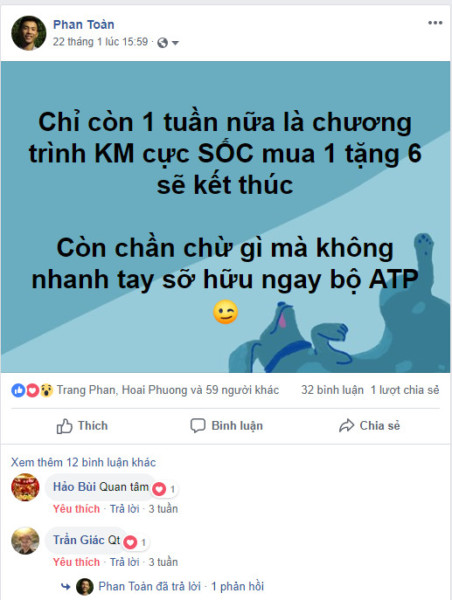 Phan Toàn
22 tháng 1 lúc 15:59 ·
Chỉ còn 1 tuần nữa là chương
trình KM cực SỐC mua 1 tặng 6
sẽ kết thúc
Còn chần chừ gì mà không
nhanh tay sỡ hữu ngay bộ ATP
😉
Trang Phan, Hoai Phuong và 59 người khác 32 bình luận 1 lượt chia sẻ
Thích Bình luận Chia sẻ
Xem thêm 12 bình luận khác
Hảo Bùi Quan tâm 1
Yêu thích · Trả lời · 3 tuần
Trần Giác Qt 1
Yêu thích · Trả lời · 3 tuần
Phan Toàn đã trả lời · 1 phản hồi